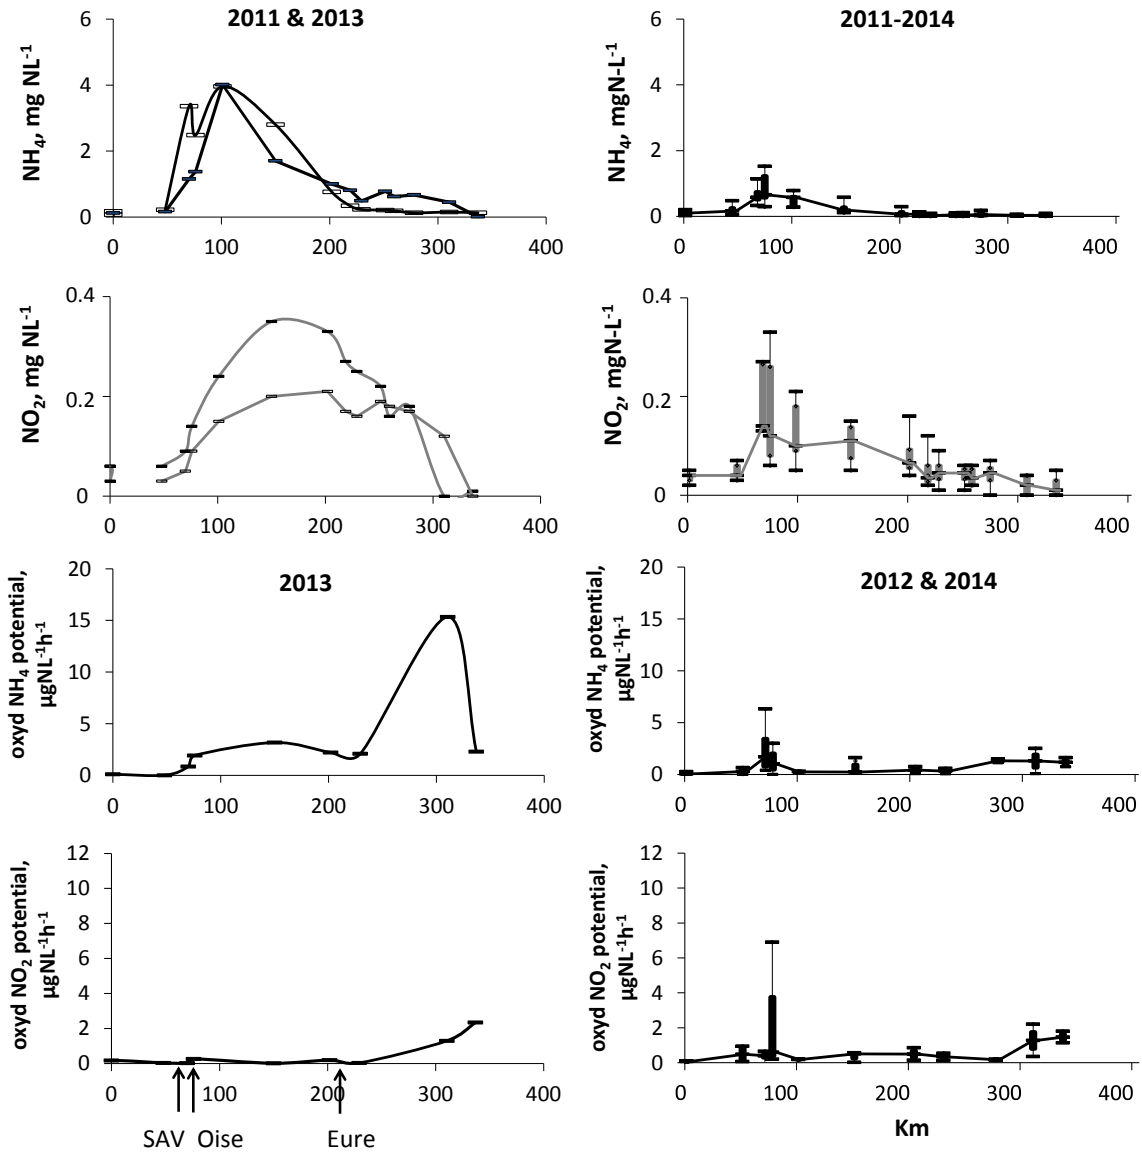 2011 & 2013
NH4, mg NL-1
6
4
2
0
0 100 200 300 400
2011-2014
NH4, mgN-L-1
6
4
2
0
0 100 200 300 400
NO2, mg NL-1
0.4
0.2
0
0 100 200 300 400
NO2, mgN-L-1
0.4
0.2
0
0 100 200 300 400
2013
oxyd NH4 potential,
µgNL-1h-1
20
15
10
5
0
0 100 200 300 400
2012 & 2014
oxyd NH4 potential,
µgNL-1h-1
20
15
10
5
0
0 100 200 300 400
oxyd NO2 potential,
µgNL-1h-1
12
10
8
6
4
2
0
0 100 200 300 400
SAV Oise Eure
oxyd NO2 potential,
µgNL-1h-1
12
10
8
6
4
2
0
0 100 200 300 400
Km